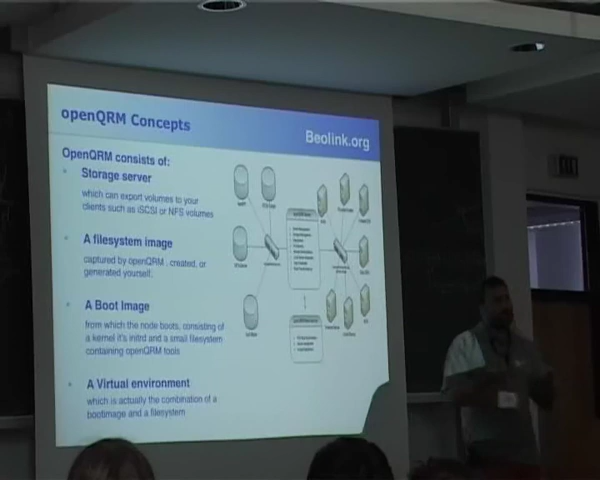 openQRM Concepts
Beolink.org
OpenQRM consists of:
Storage server
which can export volumes to your
clients such as iSCSI or NFS volumes
A filesystem image
captured by openQRM , created, or
generated yourself.
A Boot Image
from which the node boots, consisting of
a kernel it's initrd and a small filesystem
containing openQRM tools
A Virtual environment
which is actually the combination of a
bootimage and a filesystem